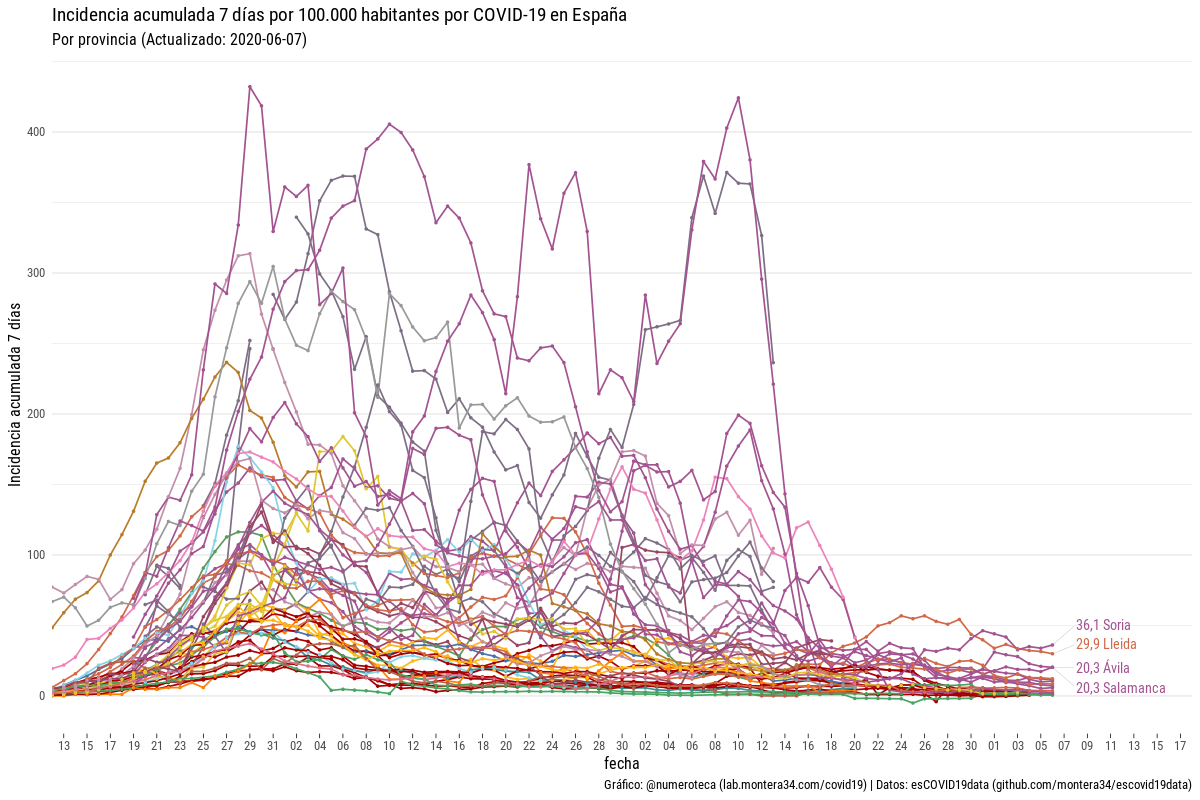 Incidencia acumulada 7 días por 100.000 habitantes por COVID-19 en España
Por provincia (Actualizado: 2020-06-07)
Incidencia acumulada 7 días
400
300
200
100
0
36,1 Soria
29,9 Lleida
20,3 Ávila
20,3 Salamanca
13 15 17 19 21 23 25 27 29 31 02 04 06 08 10 12 14 16 18 20 22 24 26 28 30 02 04 06 08 10 12 14 16 18 20 22 24 26 28 30 01 03 05 07 09 11 13 15 17
fecha
Gráfico: @numeroteca (lab.montera34.com/covid19) | Datos: esCOVID19data (github.com/montera34/escovid19data)